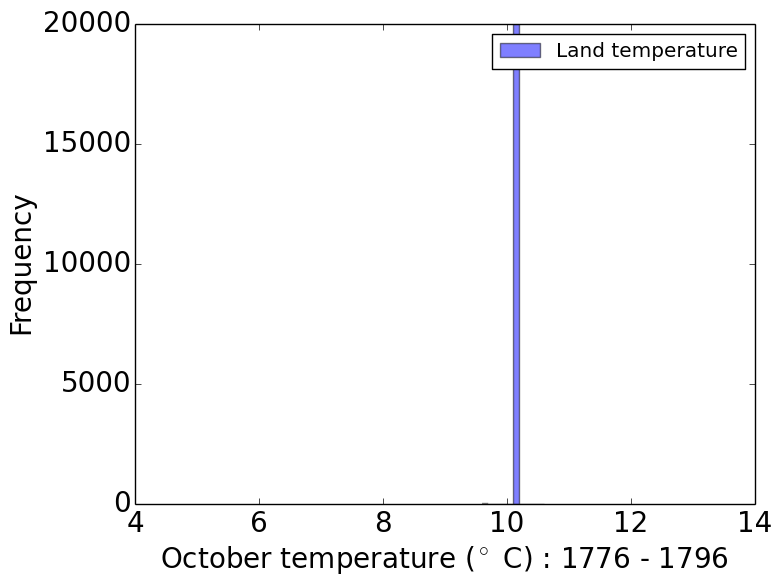 20000
Land temperature
15000
10000
5000
0
Frequency
4 6 8 10 12 14
October temperature (° C) : 1776 - 1796